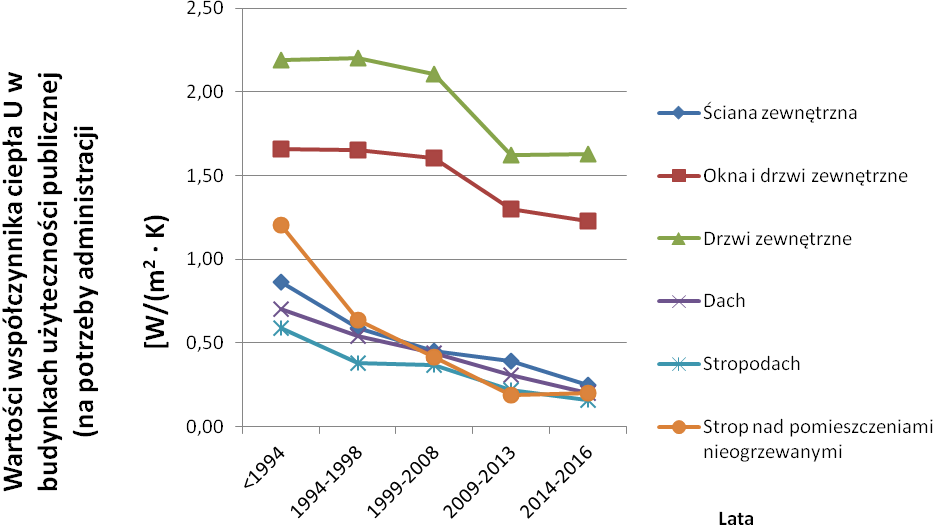 Wartości współczynnika ciepła U w
budynkach użyteczności publicznej
(na potrzeby administracji
[W/(m² · K)
2,50
2,00
1,50
1,00
0,50
0,00
<1994
1994-1998
1999-2008
2009-2013
2014-2016
Lata
Ściana zewnętrzna
Okna i drzwi zewnętrzne
Drzwi zewnętrzne
Dach
Stropodach
Strop nad pomieszczeniami
nieogrzewanymi